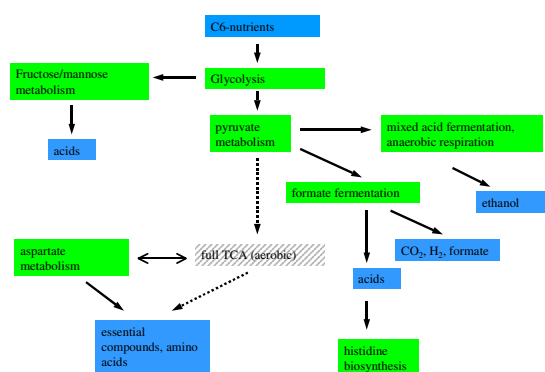 C6-nutrients
Fructose/mannose
metabolism
Glycolysis
acids
pyruvate
metabolism
mixed acid fermentation,
anaerobic respiration
formate fermentation
ethanol
aspartate
metabolism
full TCA (aerobic)
CO₂, H₂, formate
acids
essential
compounds, amino
acids
histidine
biosynthesis